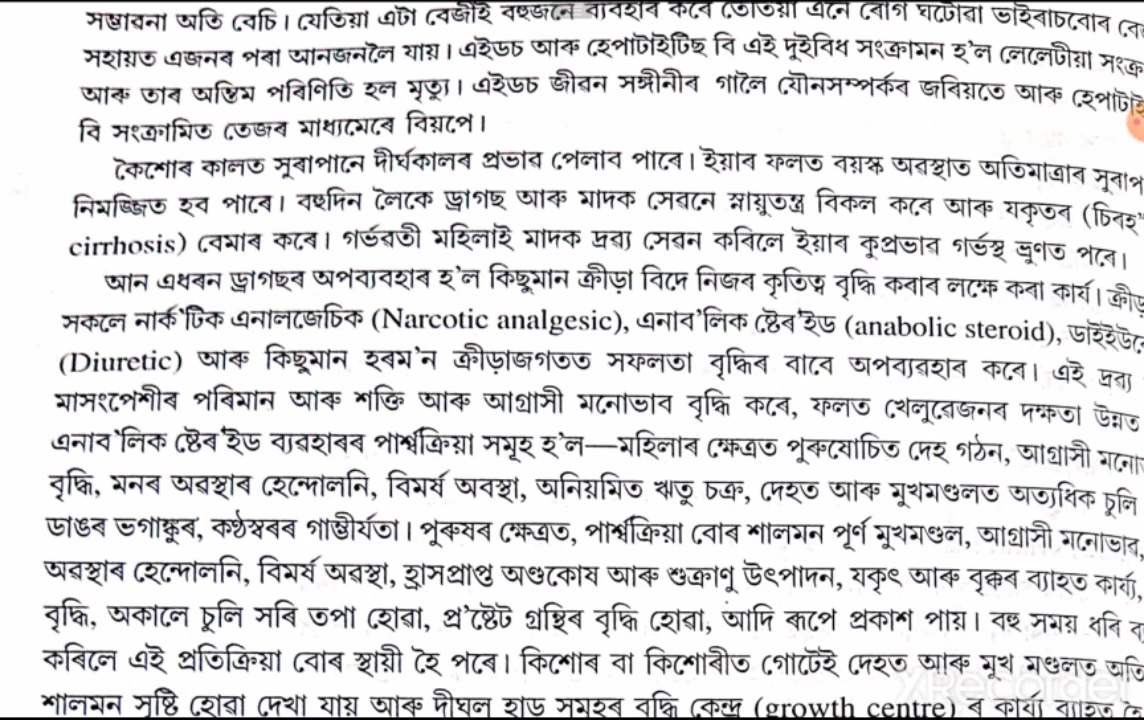 সম্ভাৱনা অতি বেচি। যেতিয়া এটা বেজীই বহুজনে ব্যৱহাৰ কৰে তেতিয়া এনে ৰোগ ঘটোৱা ভাইৰাচবোৰ
সহায়ত এজনৰ পৰা আনজনলৈ যায়। এইডচ আৰু হেপাটাইটিছ বি এই দুইবিধ সংক্ৰামন হ'ল লেলেটীয়া
আৰু তাৰ অন্তিম পৰিণিতি হল মৃত্যু। এইডচ জীৱন সঙ্গীনীৰ গালৈ যৌনসম্পৰ্কৰ জৰিয়তে আৰু
বি সংক্ৰামিত তেজৰ মাধ্যমেৰে বিয়পে।
কৈশোৰ কালত সুৰাপানে দীৰ্ঘকালৰ প্ৰভাৱ পেলাব পাৰে। ইয়াৰ ফলত বয়স্ক অৱস্থাত অতিমাত্ৰাৰ
নিমজ্জিত হব পাৰে। বহুদিন লৈকে ড্ৰাগছ আৰু মাদক সেৱনে স্নায়ুতন্ত্ৰ বিকল কৰে আৰু যকৃতৰ
cirrhosis) বেমাৰ কৰে। গৰ্ভৱতী মহিলাই মাদক দ্ৰব্য সেৱন কৰিলে ইয়াৰ কুপ্ৰভাৱ গৰ্ভস্থ ভ্ৰূণত পৰে।
আন এধৰন ড্ৰাগছৰ অপব্যবহাৰ হ'ল কিছুমান ক্ৰীড়া বিদে নিজৰ কৃতিত্ব বৃদ্ধি কৰাৰ লক্ষে কৰা কাৰ্য।
সকলে নাৰ্ক'টিক এনালজেচিক (Narcotic analgesic), এনাব'লিক ষ্টেৰ'ইড (anabolic steroid),
(Diuretic) আৰু কিছুমান হৰম'ন ক্ৰীড়াজগতত সফলতা বৃদ্ধিৰ বাবে অপব্যৱহাৰ কৰে। এই দ্ৰব্য
মাসংপেশীৰ পৰিমান আৰু শক্তি আৰু আগ্ৰাসী মনোভাৱ বৃদ্ধি কৰে, ফলত খেলুৱৈজনৰ দক্ষতা উন্নত
এনাব'লিক ষ্টেৰ'ইড ব্যৱহাৰৰ পাৰ্শ্বক্ৰিয়া সমূহ হ'ল—মহিলাৰ ক্ষেত্ৰত পুৰুষোচিত দেহ গঠন, আগ্ৰাসী
বৃদ্ধি, মনৰ অৱস্থাৰ হেন্দোলনি, বিমৰ্ষ অবস্থা, অনিয়মিত ঋতু চক্ৰ, দেহত আৰু মুখমণ্ডলত অত্যধিক চুলি
ডাঙৰ ভগাঙ্কুৰ, কণ্ঠস্বৰৰ গাম্ভীৰ্যতা। পুৰুষৰ ক্ষেত্ৰত, পাৰ্শ্বক্ৰিয়া বোৰ শালমন পূৰ্ণ মুখমণ্ডল, আগ্ৰাসী মনোভাৱ,
অৱস্থাৰ হেন্দোলনি, বিমৰ্ষ অৱস্থা, হ্ৰাসপ্ৰাপ্ত অণ্ডকোষ আৰু শুক্ৰাণু উৎপাদন, যকৃৎ আৰু বৃক্কৰ ব্যাহত কাৰ্য্য,
বৃদ্ধি, অকালে চুলি সৰি তপা হোৱা, প্ৰ'ষ্টেট গ্ৰন্থিৰ বৃদ্ধি হোৱা, আদি ৰূপে প্ৰকাশ পায়। বহু সময় ধৰি
কৰিলে এই প্ৰতিক্ৰিয়া বোৰ স্থায়ী হৈ পৰে। কিশোৰ বা কিশোৰীত গোটেই দেহত আৰু মুখ মণ্ডলত
শালমন সৃষ্টি হোৱা দেখা যায় আৰু দীঘল হাড় সমূহৰ বৃদ্ধি কেন্দ্ৰ (growth centre) ৰ কাৰ্য্য ব্যাহত